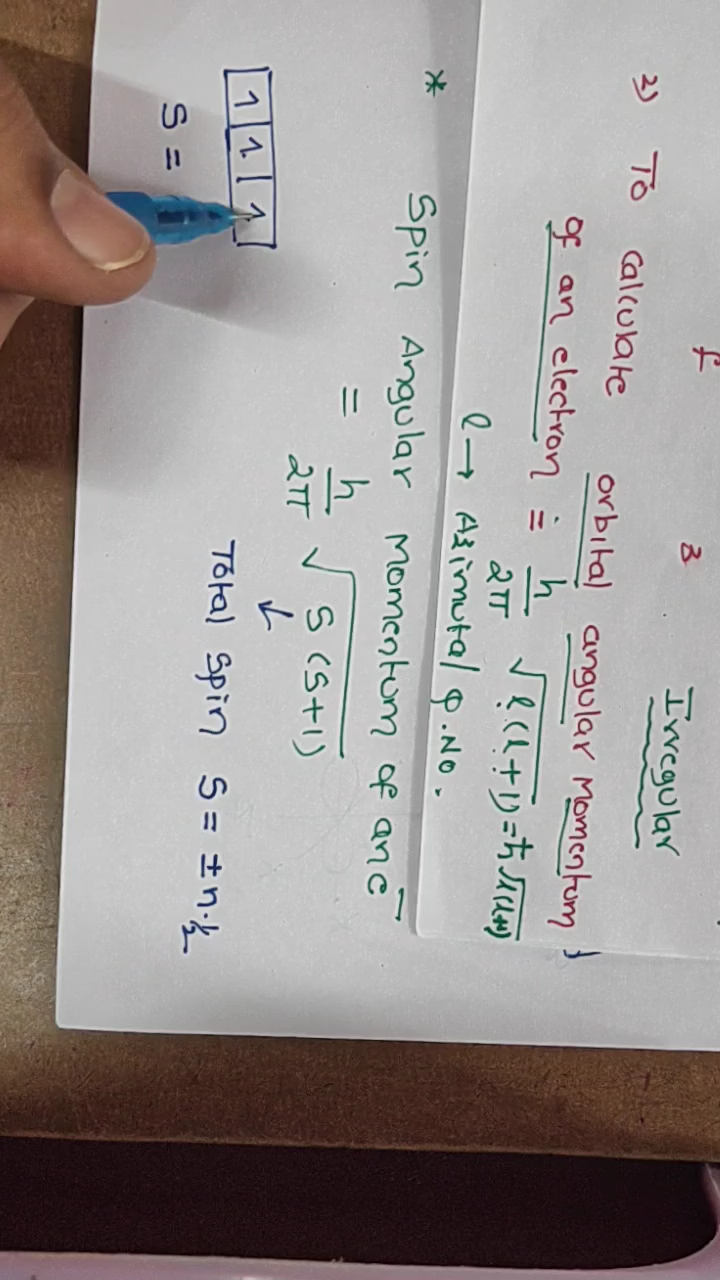 f 3 Irregular
2) To Calculate orbital angular Momentum
of an electron = h/2π √l(l+1) = ħ√l(l+1)
l → Azimutal Q.No.
* Spin Angular Momentum of an e⁻
= h/2π √S(S+1)
↙
Total Spin S = ±n.½
1 1 1
S =